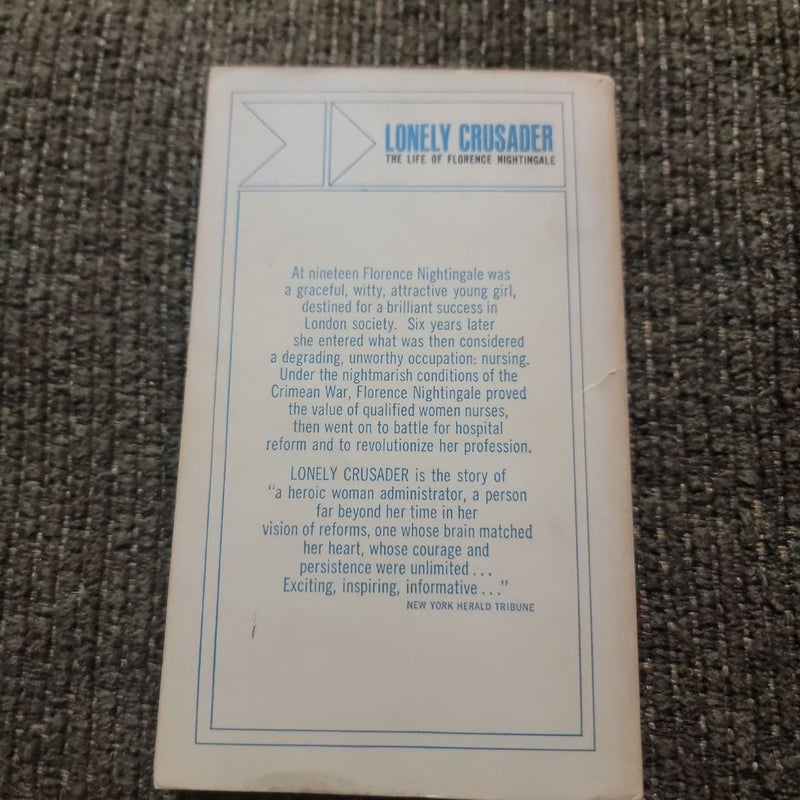 LONELY CRUSADER
THE LIFE OF FLORENCE NIGHTINGALE
At nineteen Florence Nightingale was
a graceful, witty, attractive young girl,
destined for a brilliant success in
London society. Six years later
she entered what was then considered
a degrading, unworthy occupation: nursing.
Under the nightmarish conditions of the
Crimean War, Florence Nightingale proved
the value of qualified women nurses,
then went on to battle for hospital
reform and to revolutionize her profession.
LONELY CRUSADER is the story of
“a heroic woman administrator, a person
far beyond her time in her
vision of reforms, one whose brain matched
her heart, whose courage and
persistence were unlimited ...
Exciting, inspiring, informative ...”
NEW YORK HERALD TRIBUNE